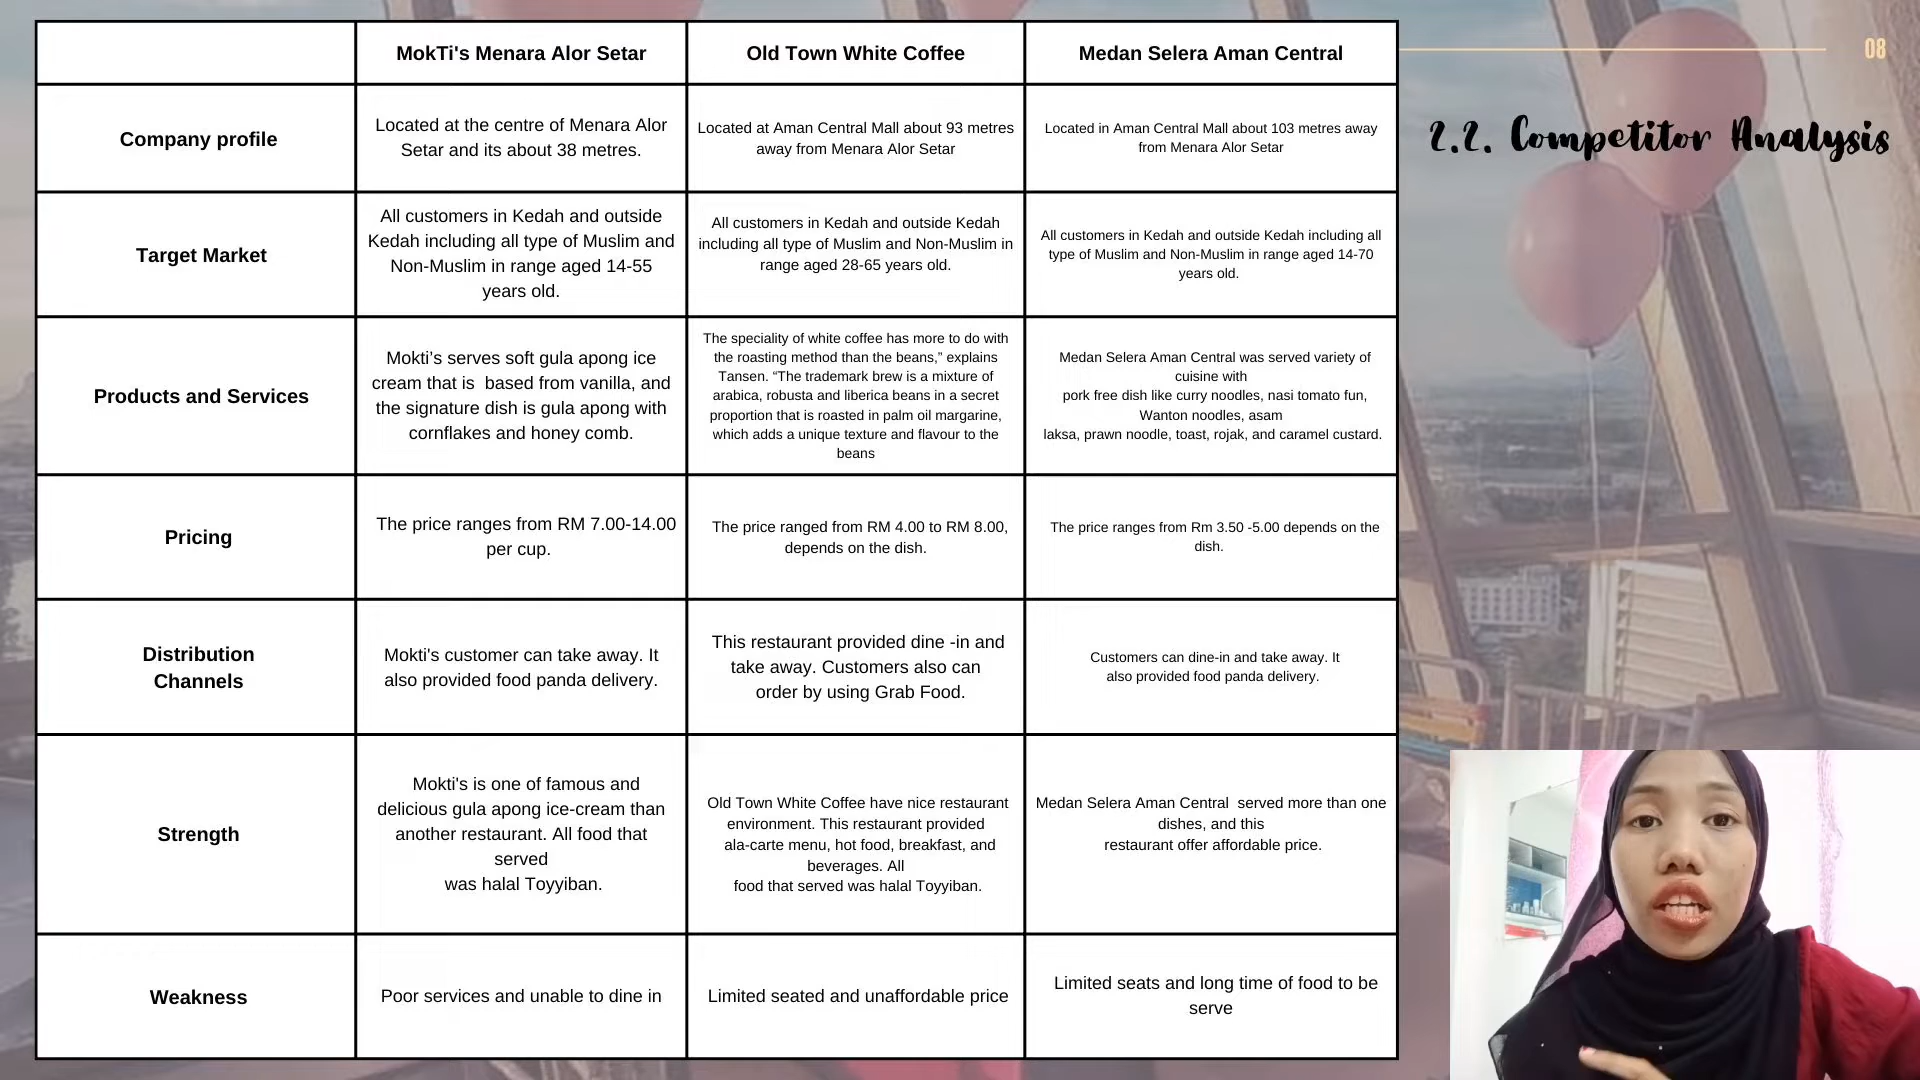 MokTi's Menara Alor Setar
Old Town White Coffee
Medan Selera Aman Central
08
2.2. Competitor Analysis
Company profile
Located at the centre of Menara Alor
Setar and its about 38 metres.
Located at Aman Central Mall about 93 metres
away from Menara Alor Setar
Located in Aman Central Mall about 103 metres away
from Menara Alor Setar
Target Market
All customers in Kedah and outside
Kedah including all type of Muslim and
Non-Muslim in range aged 14-55
years old.
All customers in Kedah and outside Kedah
including all type of Muslim and Non-Muslim in
range aged 28-65 years old.
All customers in Kedah and outside Kedah including all
type of Muslim and Non-Muslim in range aged 14-70
years old.
Products and Services
Mokti’s serves soft gula apong ice
cream that is  based from vanilla, and
the signature dish is gula apong with
cornflakes and honey comb.
The speciality of white coffee has more to do with
the roasting method than the beans,” explains
Tansen. “The trademark brew is a mixture of
arabica, robusta and liberica beans in a secret
proportion that is roasted in palm oil margarine,
which adds a unique texture and flavour to the
beans
Medan Selera Aman Central was served variety of
cuisine with
pork free dish like curry noodles, nasi tomato fun,
Wanton noodles, asam
laksa, prawn noodle, toast, rojak, and caramel custard.
Pricing
The price ranges from RM 7.00-14.00
per cup.
The price ranged from RM 4.00 to RM 8.00,
depends on the dish.
The price ranges from Rm 3.50 -5.00 depends on the
dish.
Distribution
Channels
Mokti's customer can take away. It
also provided food panda delivery.
This restaurant provided dine -in and
take away. Customers also can
order by using Grab Food.
Customers can dine-in and take away. It
also provided food panda delivery.
Strength
Mokti's is one of famous and
delicious gula apong ice-cream than
another restaurant. All food that
served
was halal Toyyiban.
Old Town White Coffee have nice restaurant
environment. This restaurant provided
ala-carte menu, hot food, breakfast, and
beverages. All
food that served was halal Toyyiban.
Medan Selera Aman Central  served more than one
dishes, and this
restaurant offer affordable price.
Weakness
Poor services and unable to dine in
Limited seated and unaffordable price
Limited seats and long time of food to be
serve